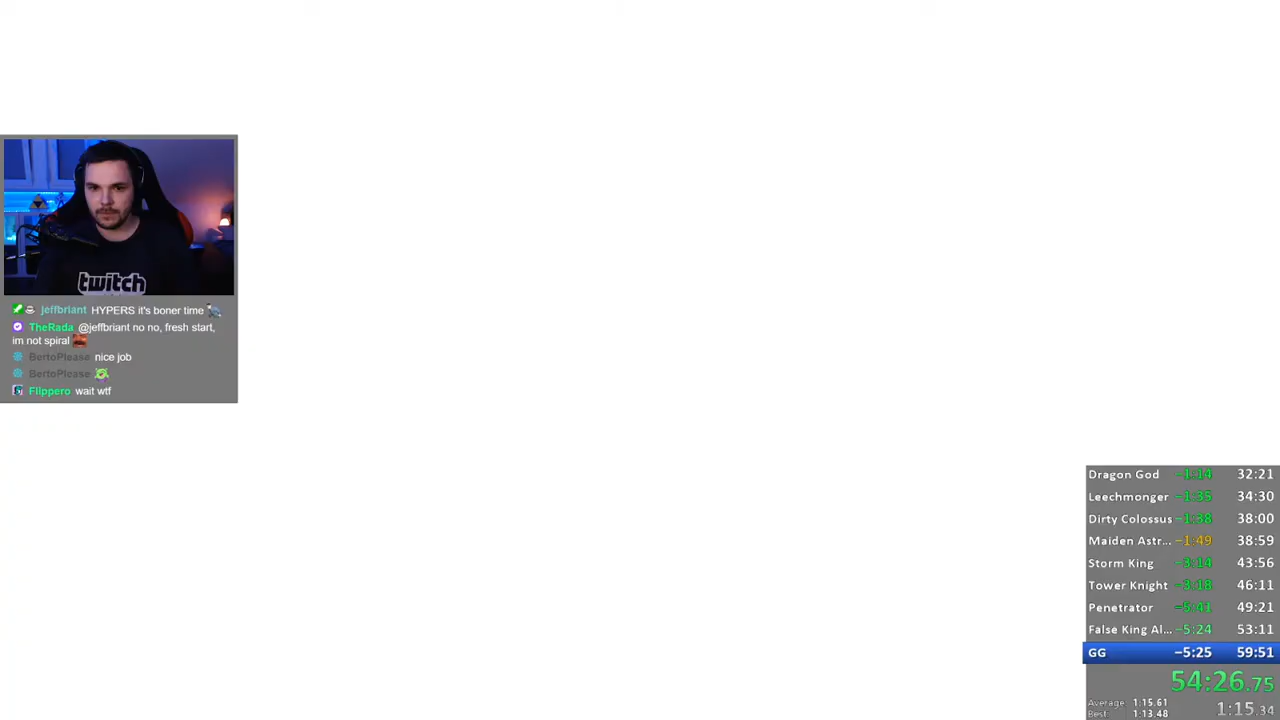 twitch
jeffbriant HYPERS it's boner time
TheRada @jeffbriant no no, fresh start,
im not spiral
BertoPlease nice job
BertoPlease
Flippero wait wtf
Dragon God −1:14 32:21
Leechmonger −1:35 34:30
Dirty Colossus −1:38 38:00
Maiden Astr... −1:49 38:59
Storm King −3:14 43:56
Tower Knight −3:18 46:11
Penetrator −5:41 49:21
False King Al... −5:24 53:11
GG −5:25 59:51
54:26.75
Average: 1:15.61
Best: 1:13.48
1:15.34